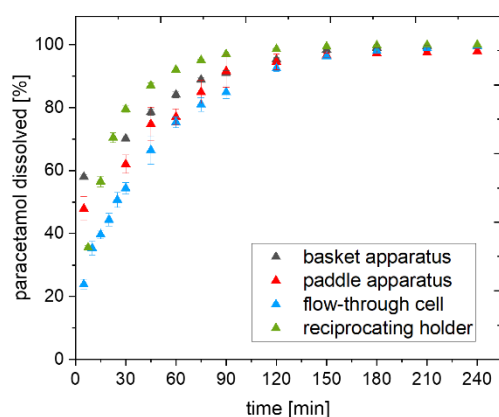 paracetamol dissolved [%]
100
80
60
40
20
0
basket apparatus
paddle apparatus
flow-through cell
reciprocating holder
0 30 60 90 120 150 180 210 240
time [min]